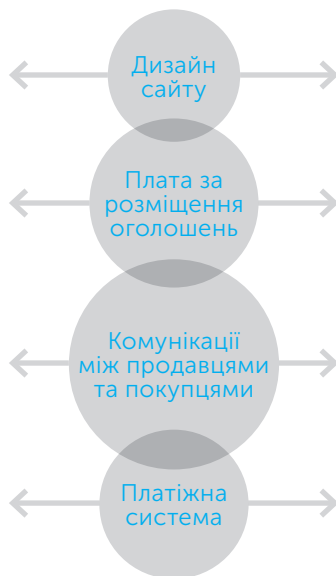 Дизайн
сайту
Плата за
розміщення
оголошень
Комунікації
між продавцями
та покупцями
Платіжна
система